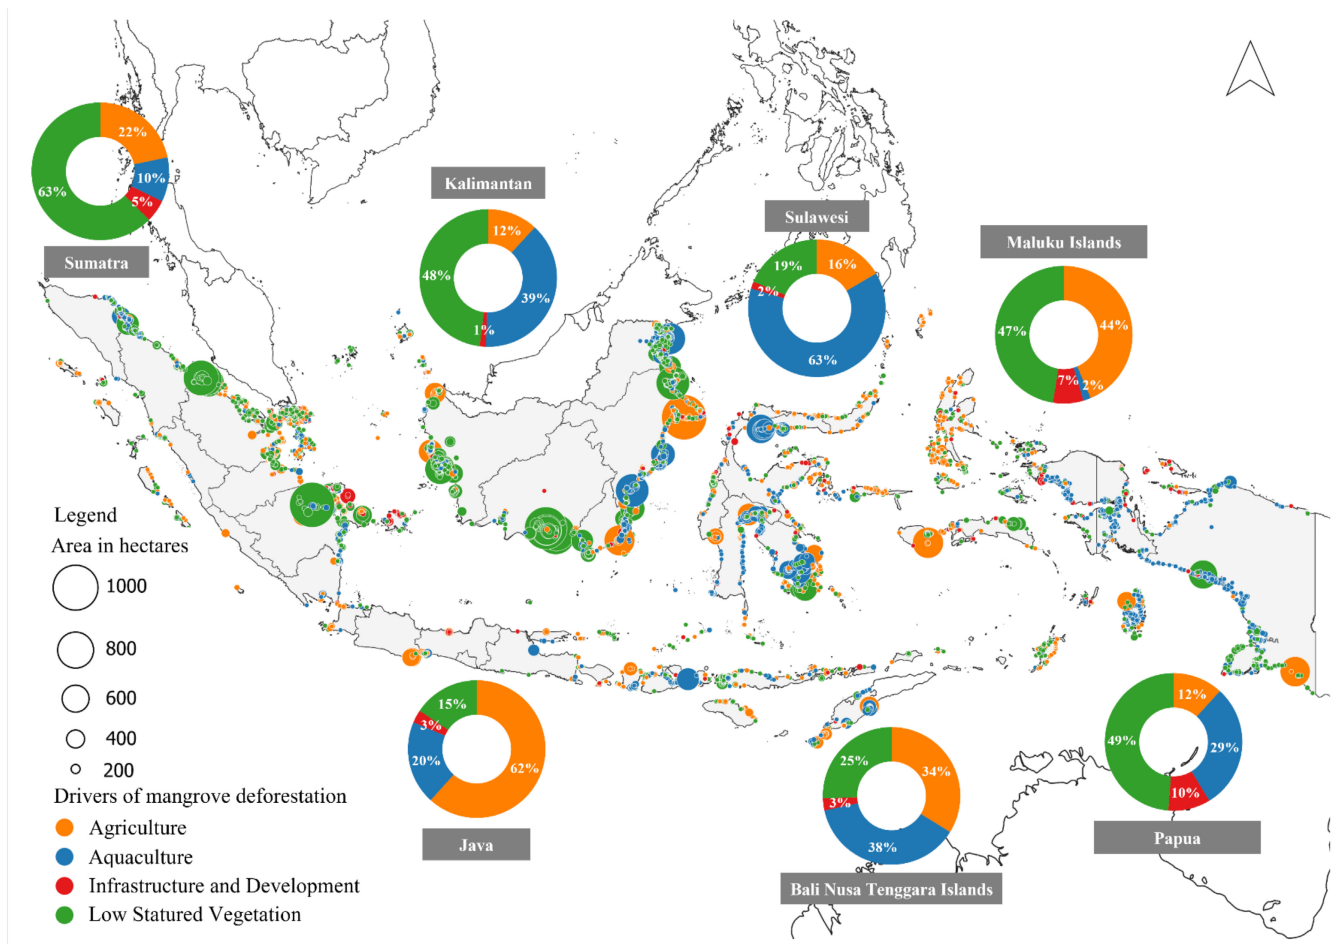 22%
10%
5%
63%
Sumatra
Kalimantan
12%
39%
1%
48%
Sulawesi
16%
63%
2%
19%
Maluku Islands
44%
2%
7%
47%
Legend
Area in hectares
1000
800
600
400
200
Drivers of mangrove deforestation
Agriculture
Aquaculture
Infrastructure and Development
Low Statured Vegetation
15%
3%
20%
62%
Java
25%
34%
3%
38%
Bali Nusa Tenggara Islands
12%
29%
10%
49%
Papua